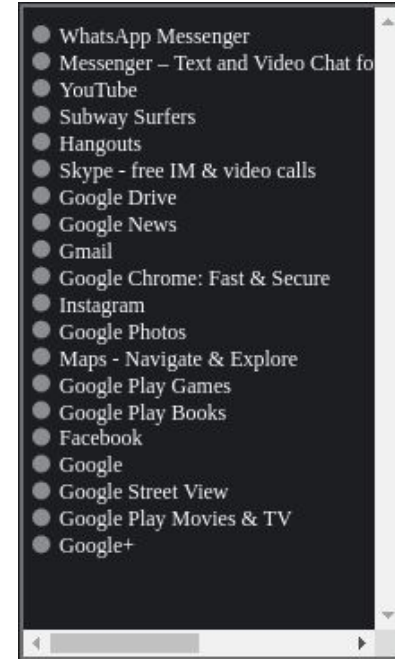 WhatsApp Messenger
Messenger – Text and Video Chat fo
YouTube
Subway Surfers
Hangouts
Skype - free IM & video calls
Google Drive
Google News
Gmail
Google Chrome: Fast & Secure
Instagram
Google Photos
Maps - Navigate & Explore
Google Play Games
Google Play Books
Facebook
Google
Google Street View
Google Play Movies & TV
Google+